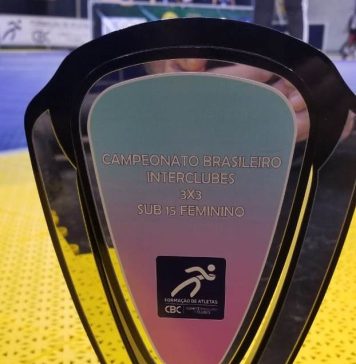 CAMPEONATO BRASILEIRO
INTERCLUBES
3X3
SUB 15 FEMININO
FORMAÇÃO DE ATLETAS
CBC